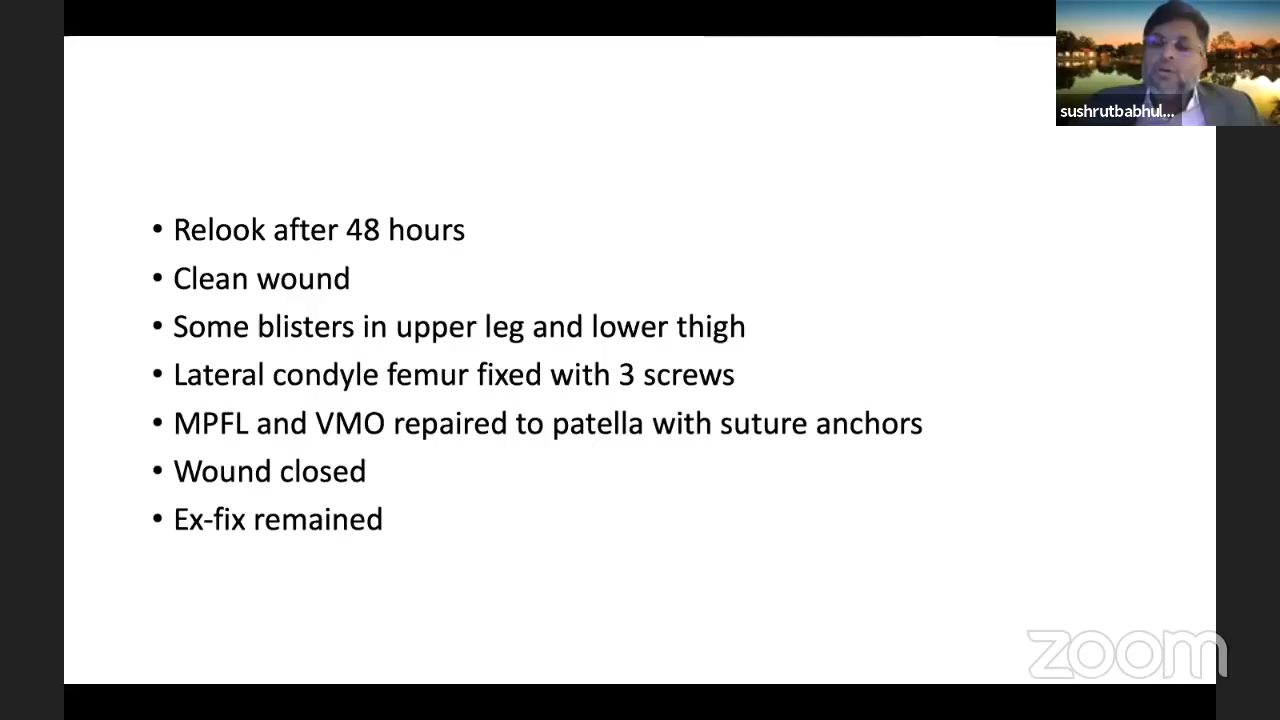 sushrutbabhul...
• Relook after 48 hours
• Clean wound
• Some blisters in upper leg and lower thigh
• Lateral condyle femur fixed with 3 screws
• MPFL and VMO repaired to patella with suture anchors
• Wound closed
• Ex-fix remained
zoom